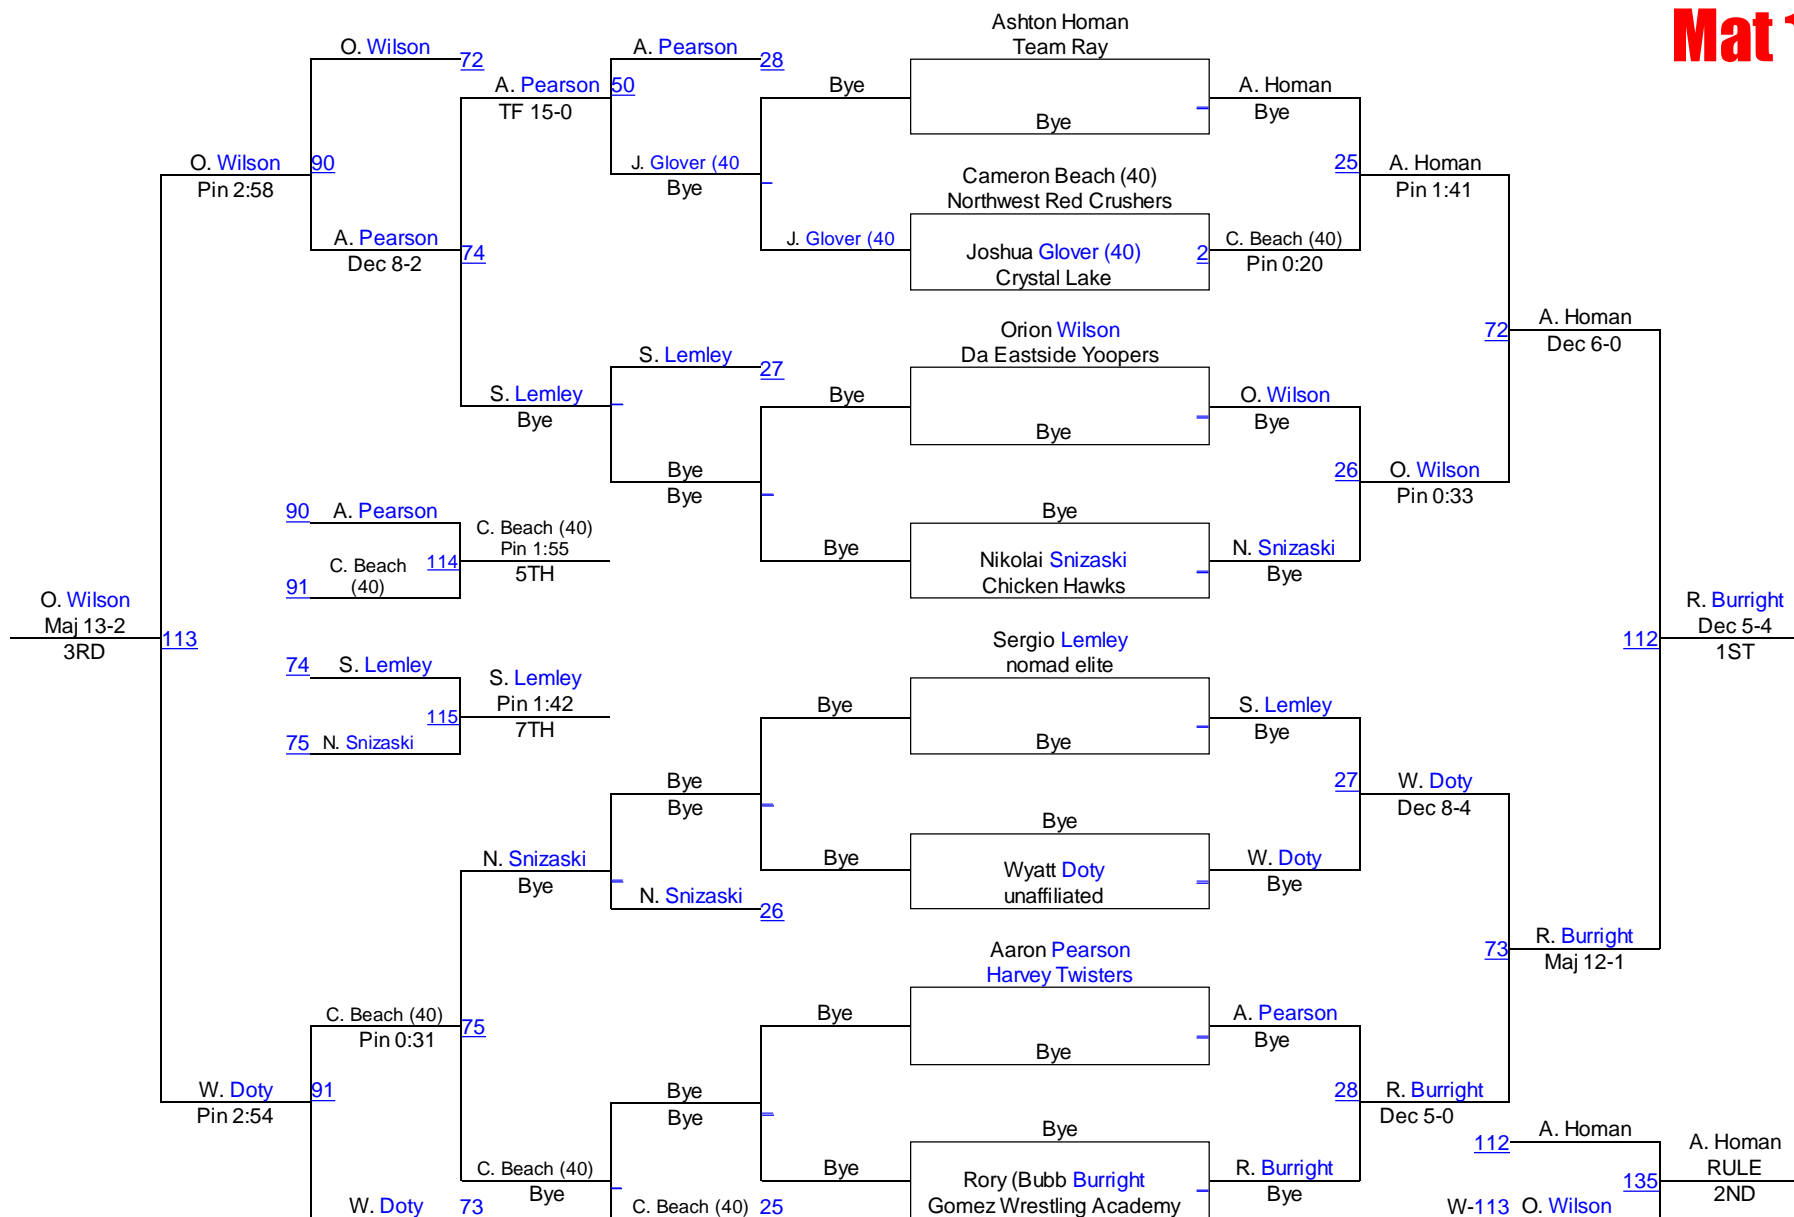 Ashton Homan
Team Ray
Mat
O. Wilson
72
A. Pearson
28
A. Pearson
50
TF 15-0
Bye
Bye
A. Homan
Bye
O. Wilson
90
Pin 2:58
J. Glover (40
Bye
25
A. Homan
Pin 1:41
Cameron Beach (40)
Northwest Red Crushers
A. Pearson
74
Dec 8-2
J. Glover (40
Joshua Glover (40)
Crystal Lake
2
C. Beach (40)
Pin 0:20
Orion Wilson
Da Eastside Yoopers
72
A. Homan
Dec 6-0
S. Lemley
27
S. Lemley
Bye
Bye
Bye
O. Wilson
Bye
Bye
Bye
26
O. Wilson
Pin 0:33
90
A. Pearson
C. Beach (40)
Pin 1:55
5TH
114
C. Beach
(40)
91
Bye
Bye
Nikolai Snizaski
Chicken Hawks
N. Snizaski
Bye
O. Wilson
Maj 13-2
3RD
113
R. Burright
Dec 5-4
1ST
112
Sergio Lemley
nomad elite
74
S. Lemley
S. Lemley
Pin 1:42
7TH
115
75
N. Snizaski
Bye
Bye
S. Lemley
Bye
Bye
Bye
27
W. Doty
Dec 8-4
N. Snizaski
Bye
Bye
Bye
Wyatt Doty
unaffiliated
W. Doty
Bye
N. Snizaski
26
Aaron Pearson
Harvey Twisters
73
R. Burright
Maj 12-1
C. Beach (40)
75
Pin 0:31
Bye
Bye
A. Pearson
Bye
W. Doty
91
Pin 2:54
Bye
Bye
28
R. Burright
Dec 5-0
Bye
112
A. Homan
A. Homan
RULE
2ND
135
C. Beach (40)
Bye
Bye
Rory (Bubb Burright
Gomez Wrestling Academy
R. Burright
Bye
W. Doty
73
C. Beach (40)
25
W-113
O. Wilson